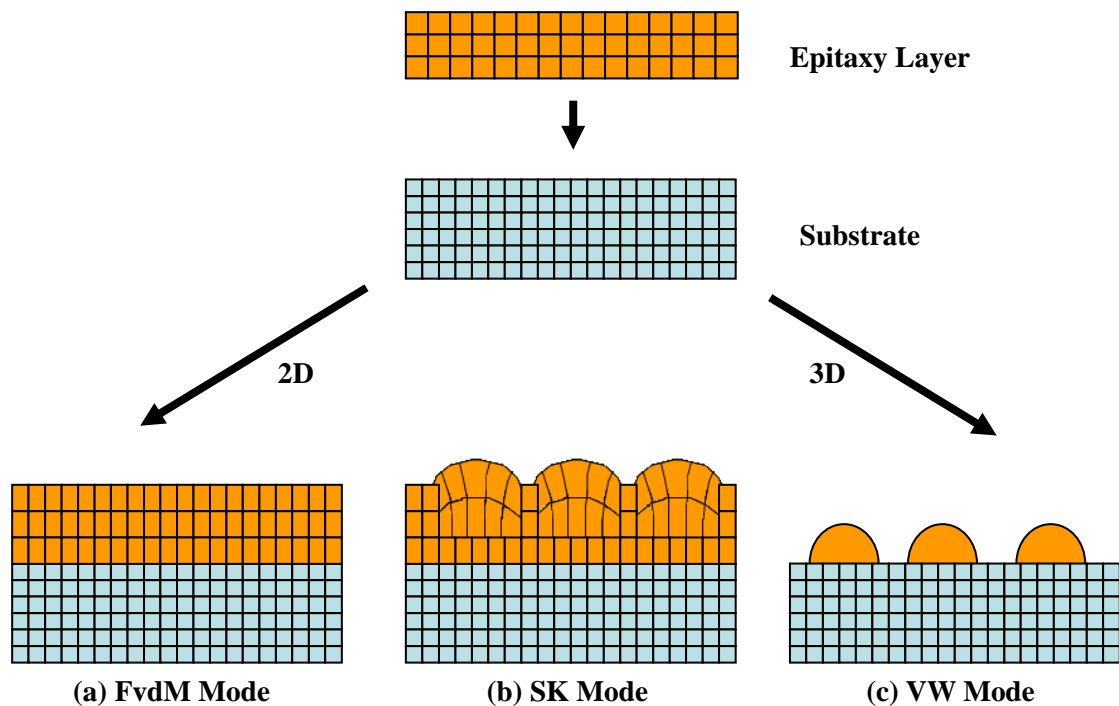 Epitaxy Layer
Substrate
2D
3D
(a) FvdM Mode
(b) SK Mode
(c) VW Mode